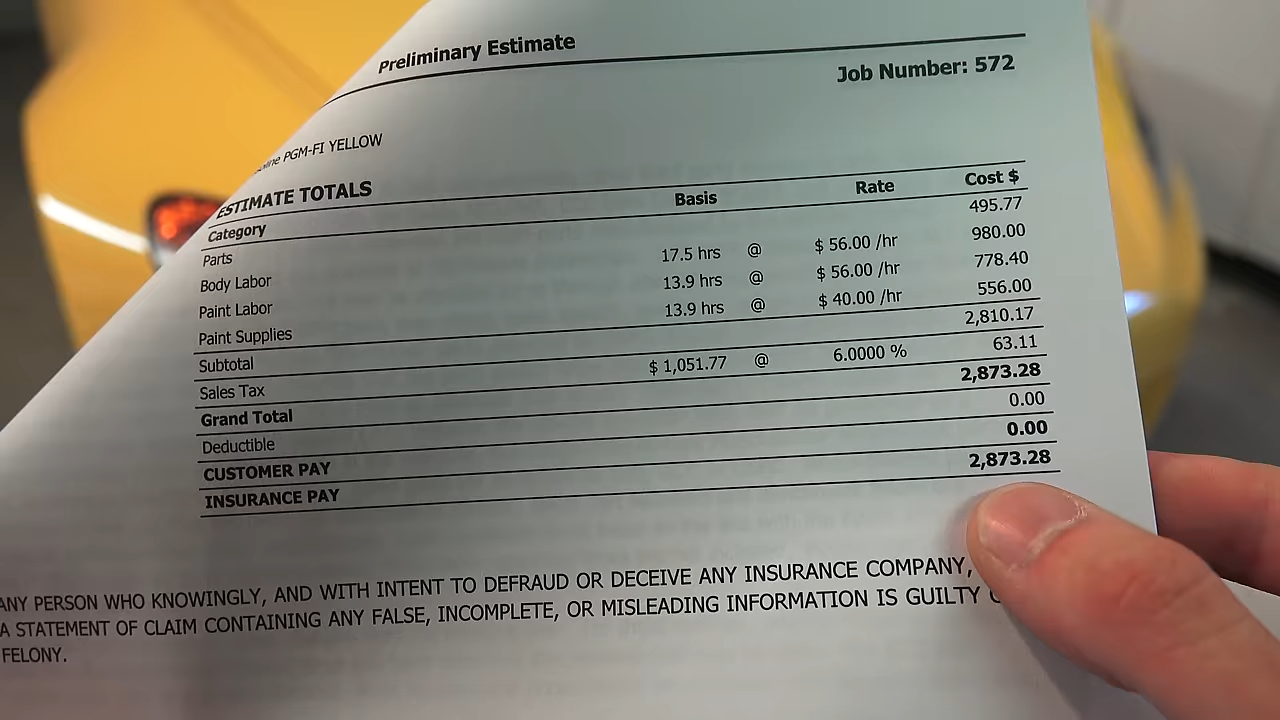 Preliminary Estimate
Job Number: 572
PGM-FI YELLOW
ESTIMATE TOTALS
Category Basis Rate Cost $
Parts 495.77
Body Labor 17.5 hrs @ $ 56.00 /hr 980.00
Paint Labor 13.9 hrs @ $ 56.00 /hr 778.40
Paint Supplies 13.9 hrs @ $ 40.00 /hr 556.00
Subtotal 2,810.17
Sales Tax $ 1,051.77 @ 6.0000 % 63.11
Grand Total 2,873.28
Deductible 0.00
CUSTOMER PAY 0.00
INSURANCE PAY 2,873.28
ANY PERSON WHO KNOWINGLY, AND WITH INTENT TO DEFRAUD OR DECEIVE ANY INSURANCE COMPANY,
A STATEMENT OF CLAIM CONTAINING ANY FALSE, INCOMPLETE, OR MISLEADING INFORMATION IS GUILTY
FELONY.